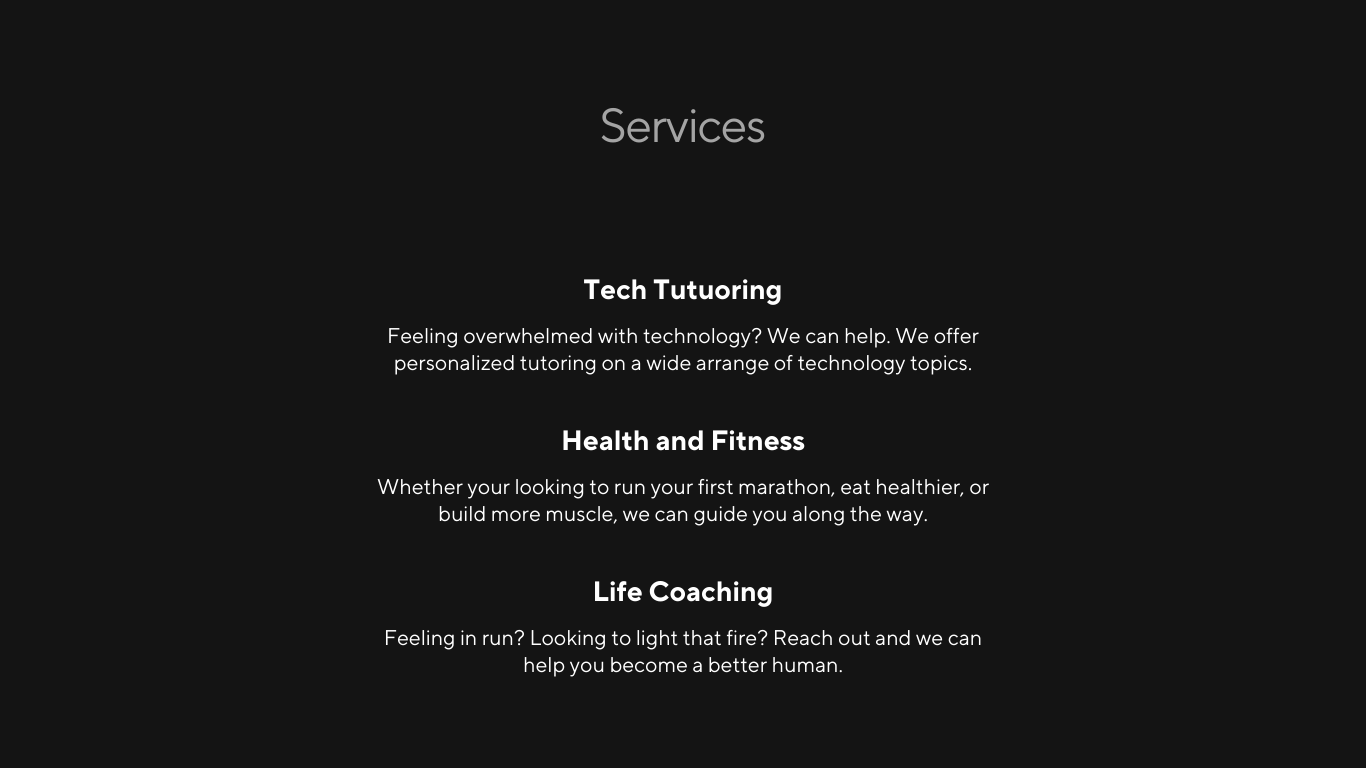 Services
Tech Tutuoring
Feeling overwhelmed with technology? We can help. We offer
personalized tutoring on a wide arrange of technology topics.
Health and Fitness
Whether your looking to run your first marathon, eat healthier, or
build more muscle, we can guide you along the way.
Life Coaching
Feeling in run? Looking to light that fire? Reach out and we can
help you become a better human.